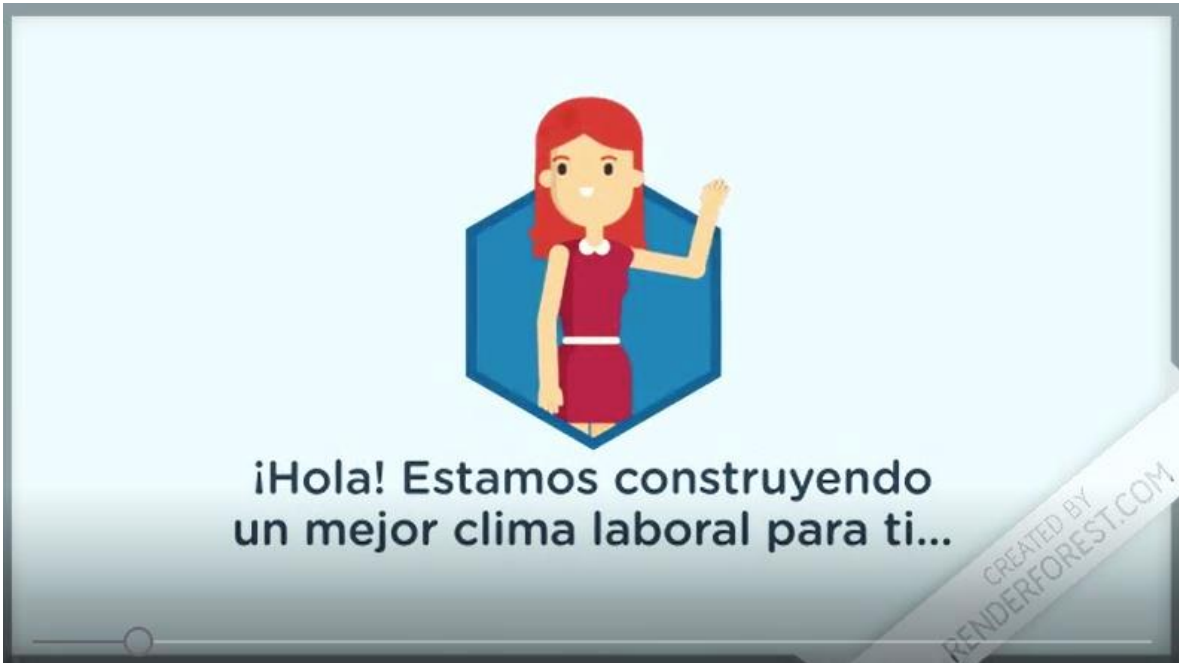 ¡Hola! Estamos construyendo
un mejor clima laboral para ti...
CREATED BY
RENDERFOREST.COM